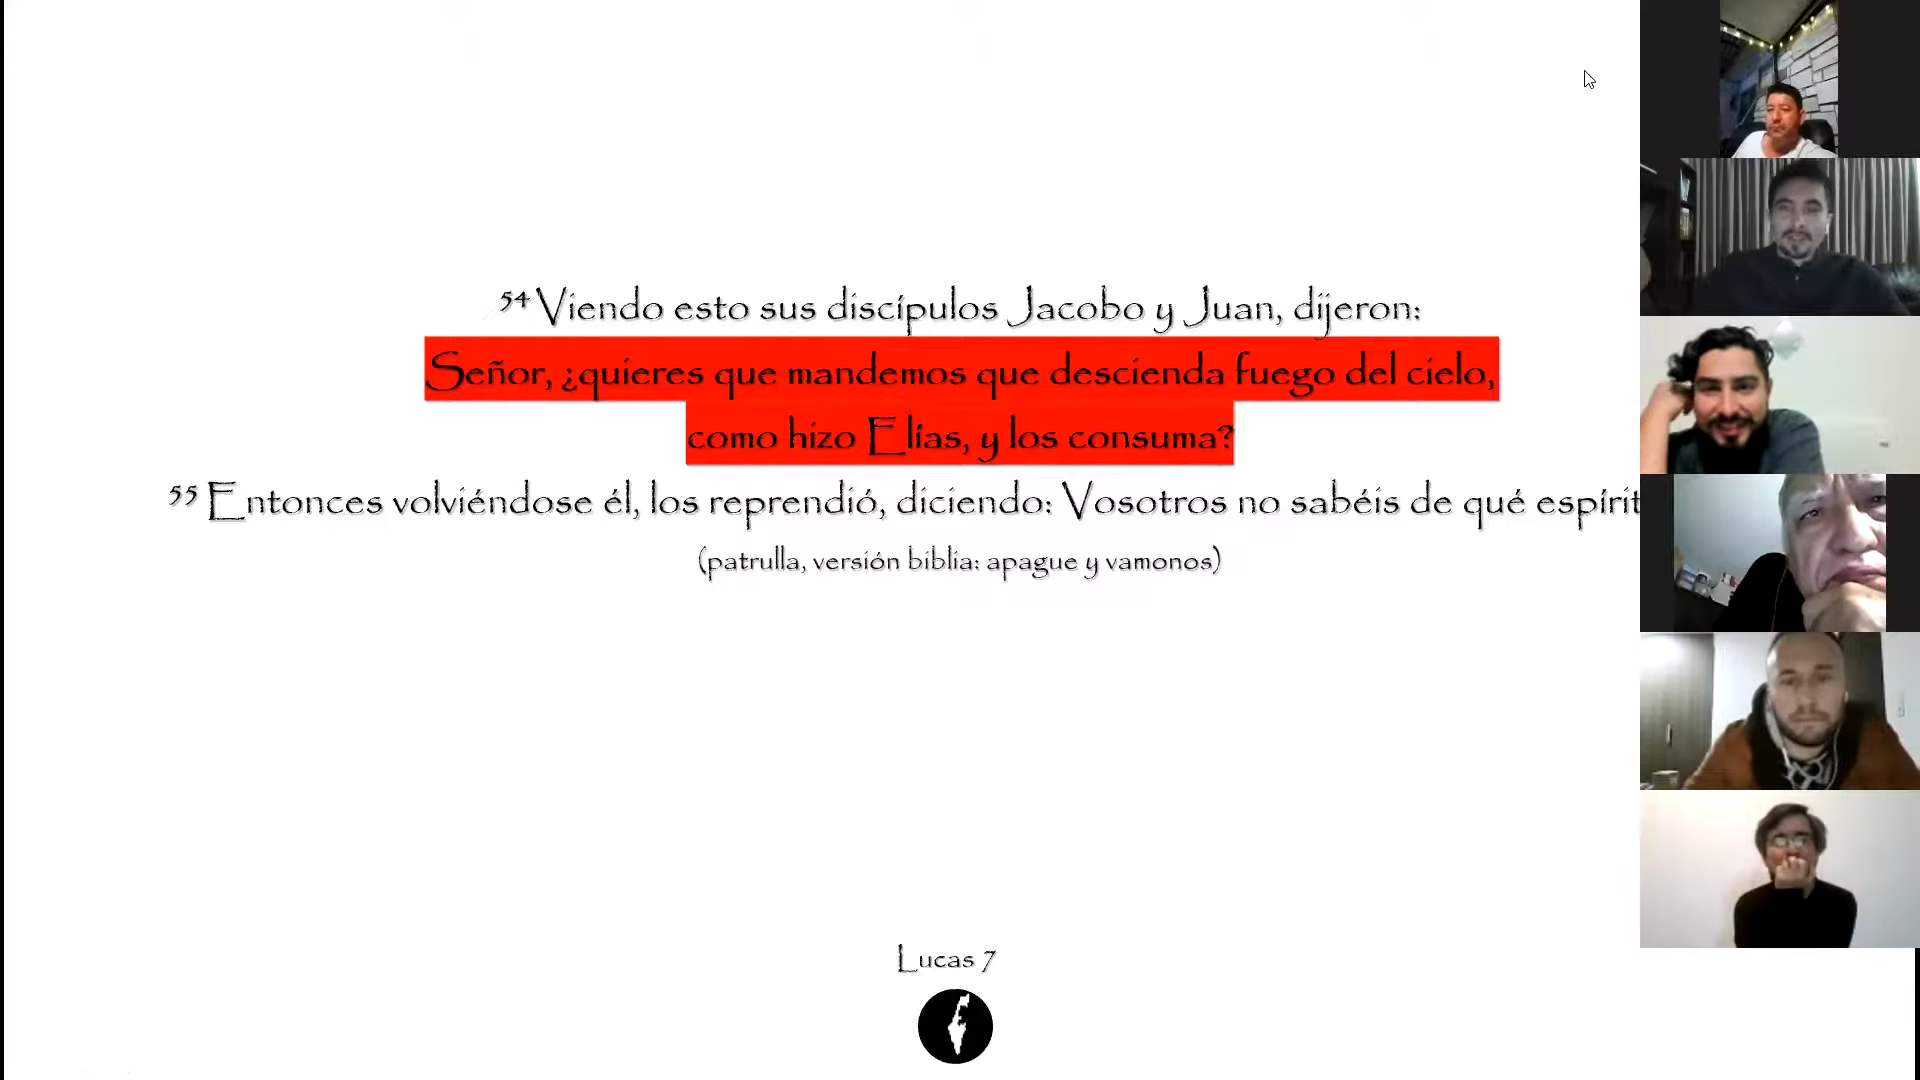 54 Viendo esto sus discípulos Jacobo y Juan, dijeron:
Señor, ¿quieres que mandemos que descienda fuego del cielo,
como hizo Elías, y los consuma?
55 Entonces volviéndose él, los reprendió, diciendo: Vosotros no sabéis de qué espírit
(patrulla, versión biblia: apague y vamonos)
Lucas 7